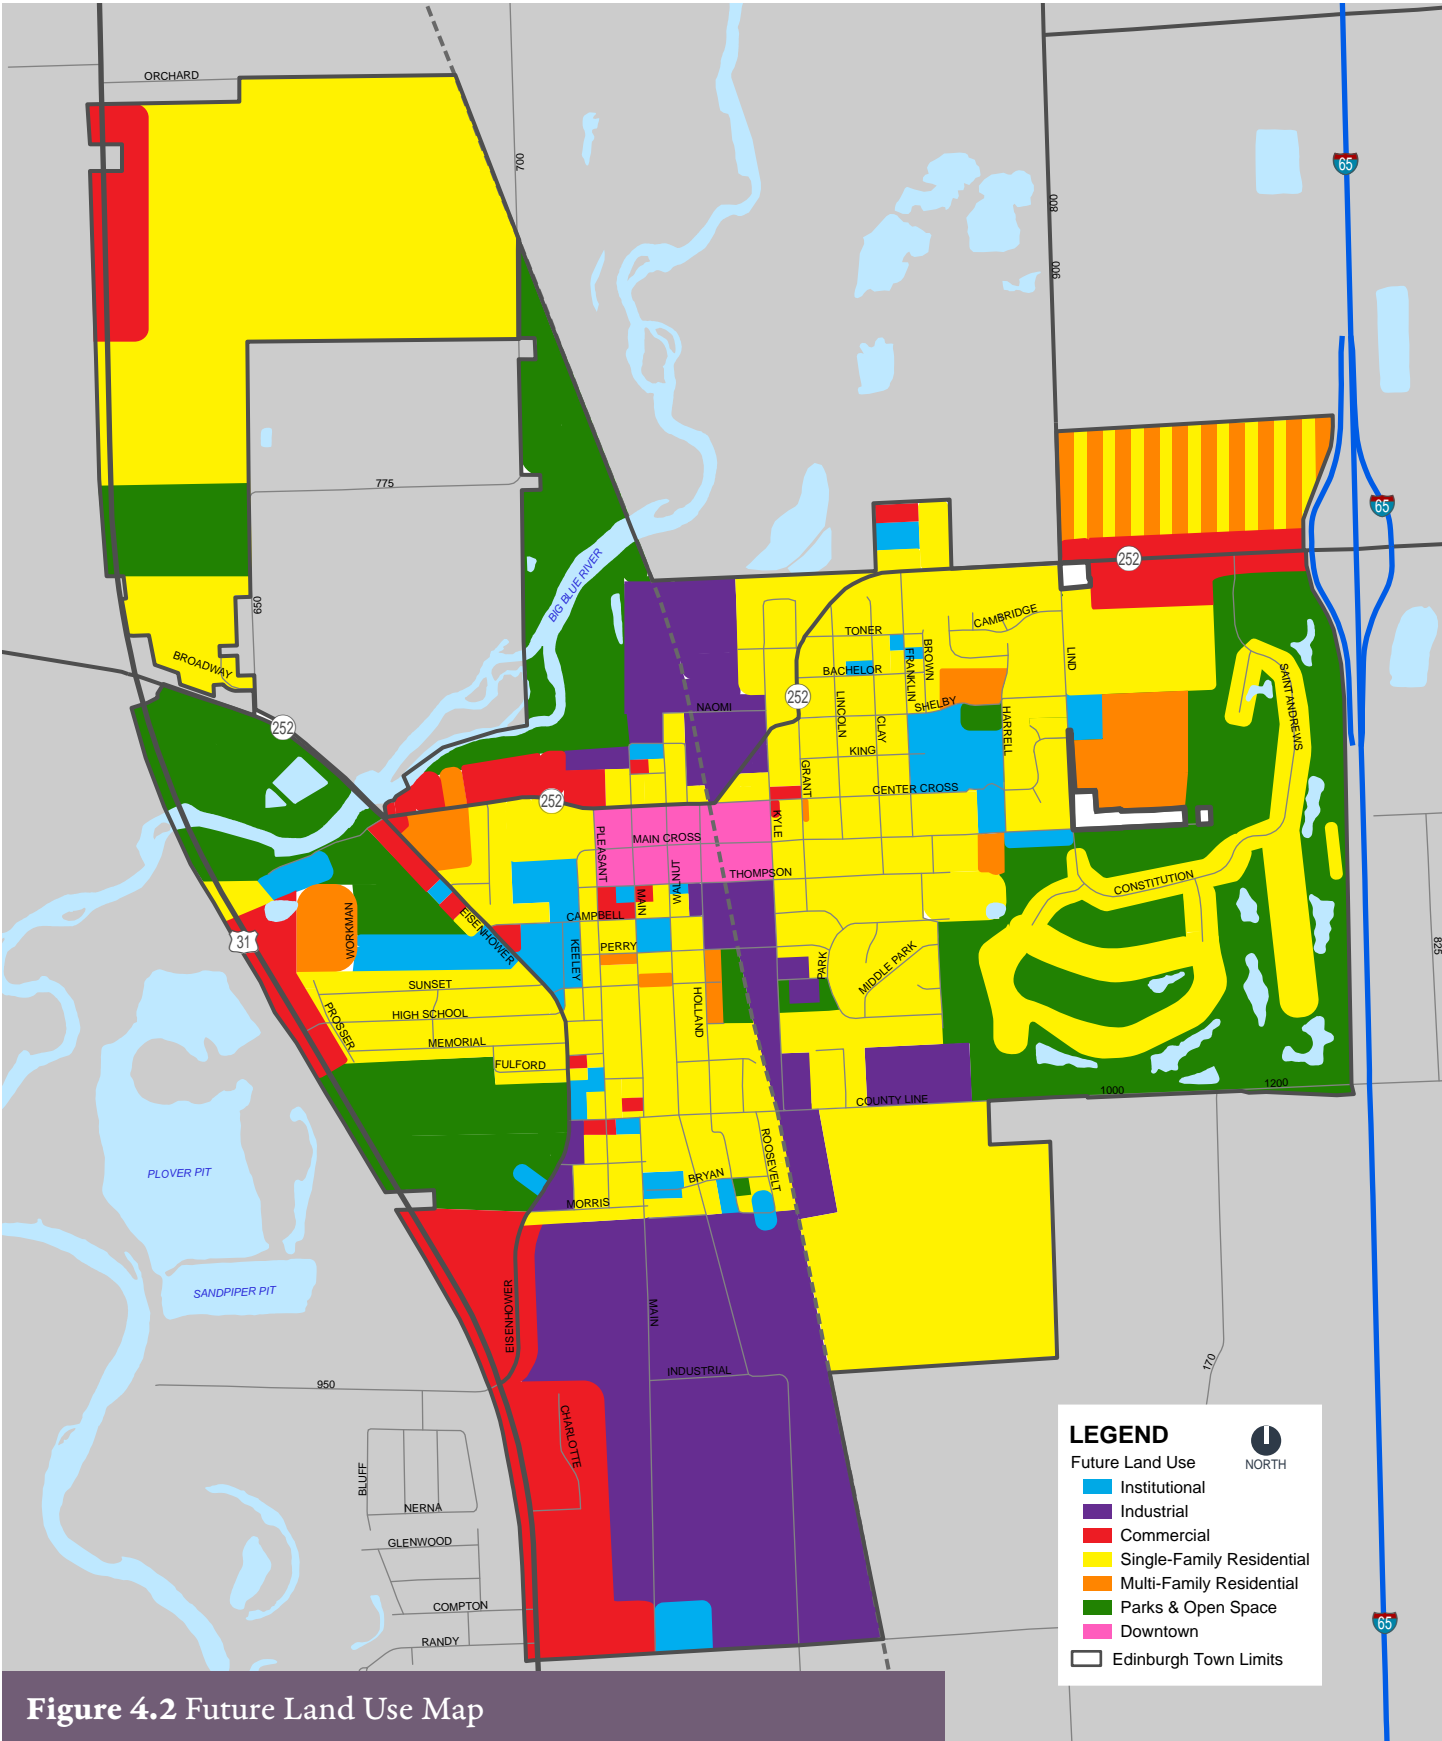 ORCHARD
700
65
800
900
775
65
BIG BLUE RIVER
252
650
BROADWAY
TONER
CAMBRIDGE
BACHELOR
FRANKLIN
BROWN
LIND
SAINT ANDREWS
252
LINCOLN
CLAY
SHELBY
HARRELL
NAOMI
252
KING
GRANT
CENTER CROSS
252
KYLE
PLEASANT
MAIN CROSS
WALNUT
THOMPSON
MAIN
CONSTITUTION
CAMPBELL
EISENHOWER
WORKMAN
31
KEELEY
PERRY
PARK
MIDDLE PARK
825
SUNSET
HOLLAND
PROSSER
HIGH SCHOOL
MEMORIAL
FULFORD
COUNTY LINE
1000
1200
ROOSEVELT
PLOVER PIT
BRYAN
MORRIS
SANDPIPER PIT
EISENHOWER
MAIN
INDUSTRIAL
170
950
CHARLOTTE
BLUFF
NERNA
GLENWOOD
COMPTON
RANDY
65
LEGEND
NORTH
Future Land Use
Institutional
Industrial
Commercial
Single-Family Residential
Multi-Family Residential
Parks & Open Space
Downtown
Edinburgh Town Limits
Figure 4.2 Future Land Use Map